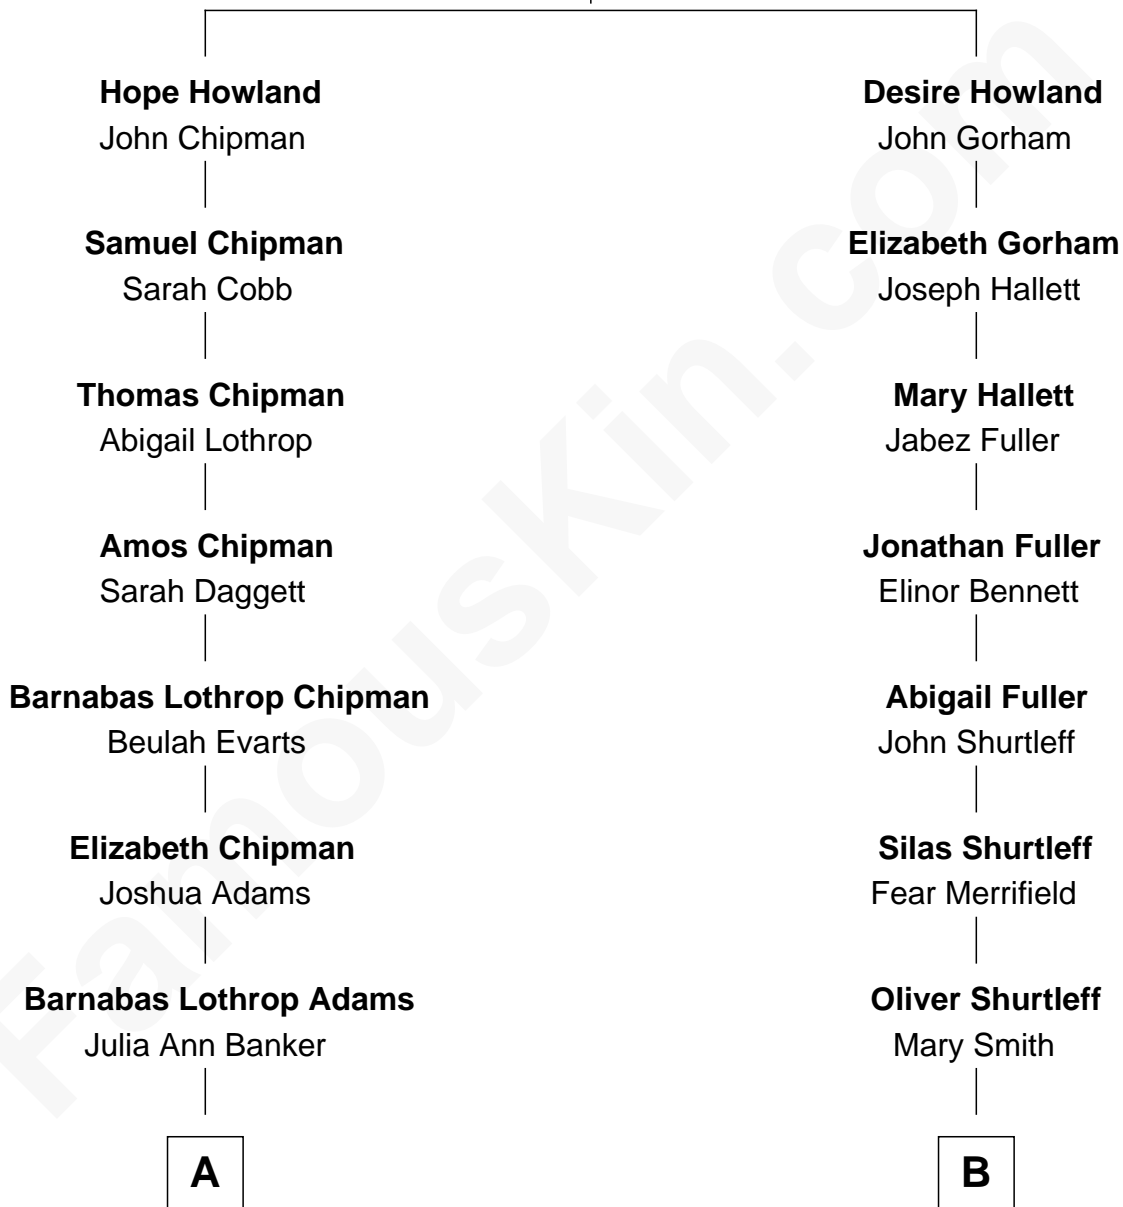 Hope Howland
John Chipman
Desire Howland
John Gorham
Samuel Chipman
Sarah Cobb
Elizabeth Gorham
Joseph Hallett
Thomas Chipman
Abigail Lothrop
Mary Hallett
Jabez Fuller
Amos Chipman
Sarah Daggett
Jonathan Fuller
Elinor Bennett
Barnabas Lothrop Chipman
Beulah Evarts
Abigail Fuller
John Shurtleff
Elizabeth Chipman
Joshua Adams
Silas Shurtleff
Fear Merrifield
Barnabas Lothrop Adams
Julia Ann Banker
Oliver Shurtleff
Mary Smith
A
B
FamousKin.com